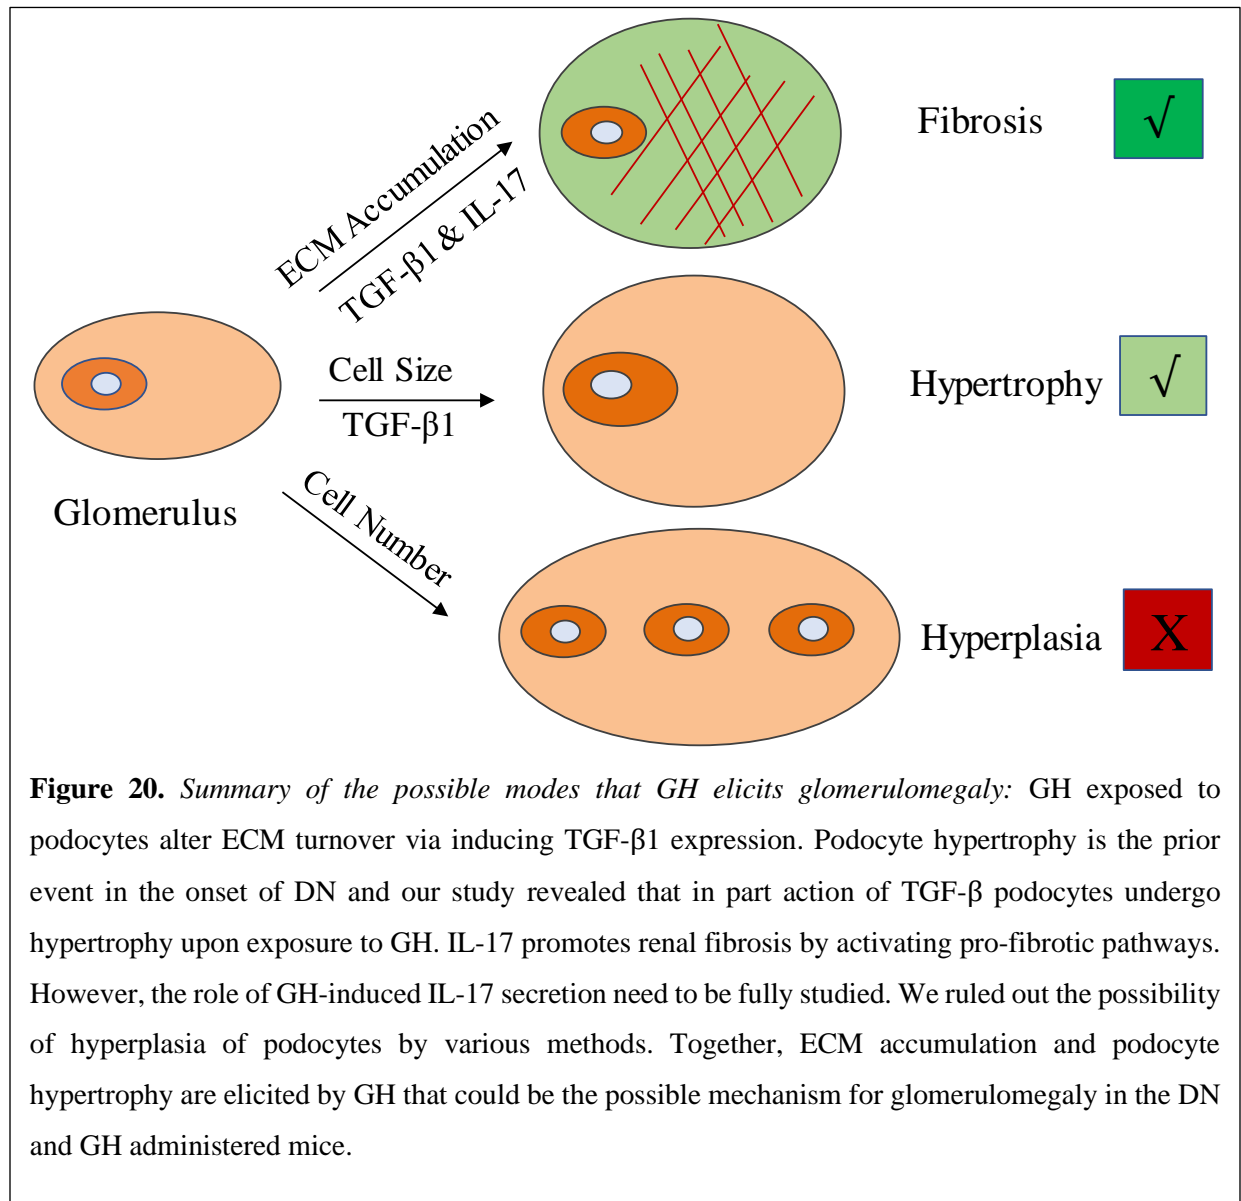 ECM Accumulation
TGF-β1 & IL-17
Fibrosis
√
Cell Size
TGF-β1
Hypertrophy
√
Glomerulus
Cell Number
Hyperplasia
X
Figure 20. Summary of the possible modes that GH elicits glomerulomegaly: GH exposed to
podocytes alter ECM turnover via inducing TGF-β1 expression. Podocyte hypertrophy is the prior
event in the onset of DN and our study revealed that in part action of TGF-β podocytes undergo
hypertrophy upon exposure to GH. IL-17 promotes renal fibrosis by activating pro-fibrotic pathways.
However, the role of GH-induced IL-17 secretion need to be fully studied. We ruled out the possibility
of hyperplasia of podocytes by various methods. Together, ECM accumulation and podocyte
hypertrophy are elicited by GH that could be the possible mechanism for glomerulomegaly in the DN
and GH administered mice.